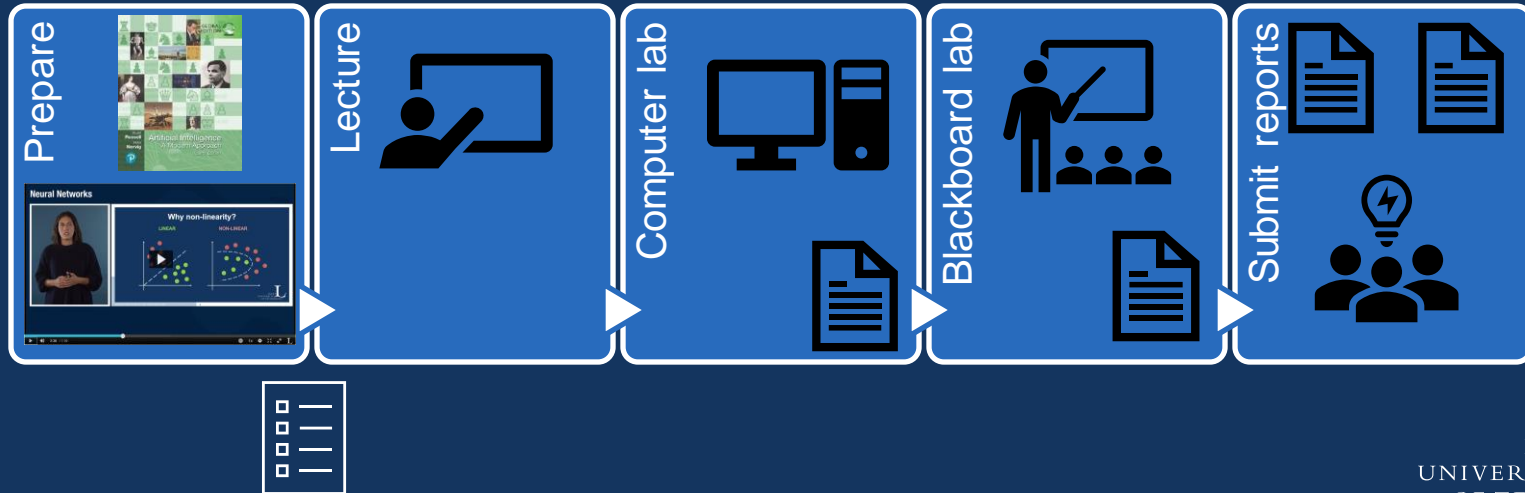 Prepare
Artificial Intelligence
A Modern Approach
Neural Networks
Why non-linearity?
LINEAR
NON-LINEAR
L
Lecture
Computer lab
Blackboard lab
Submit reports
UNIVER